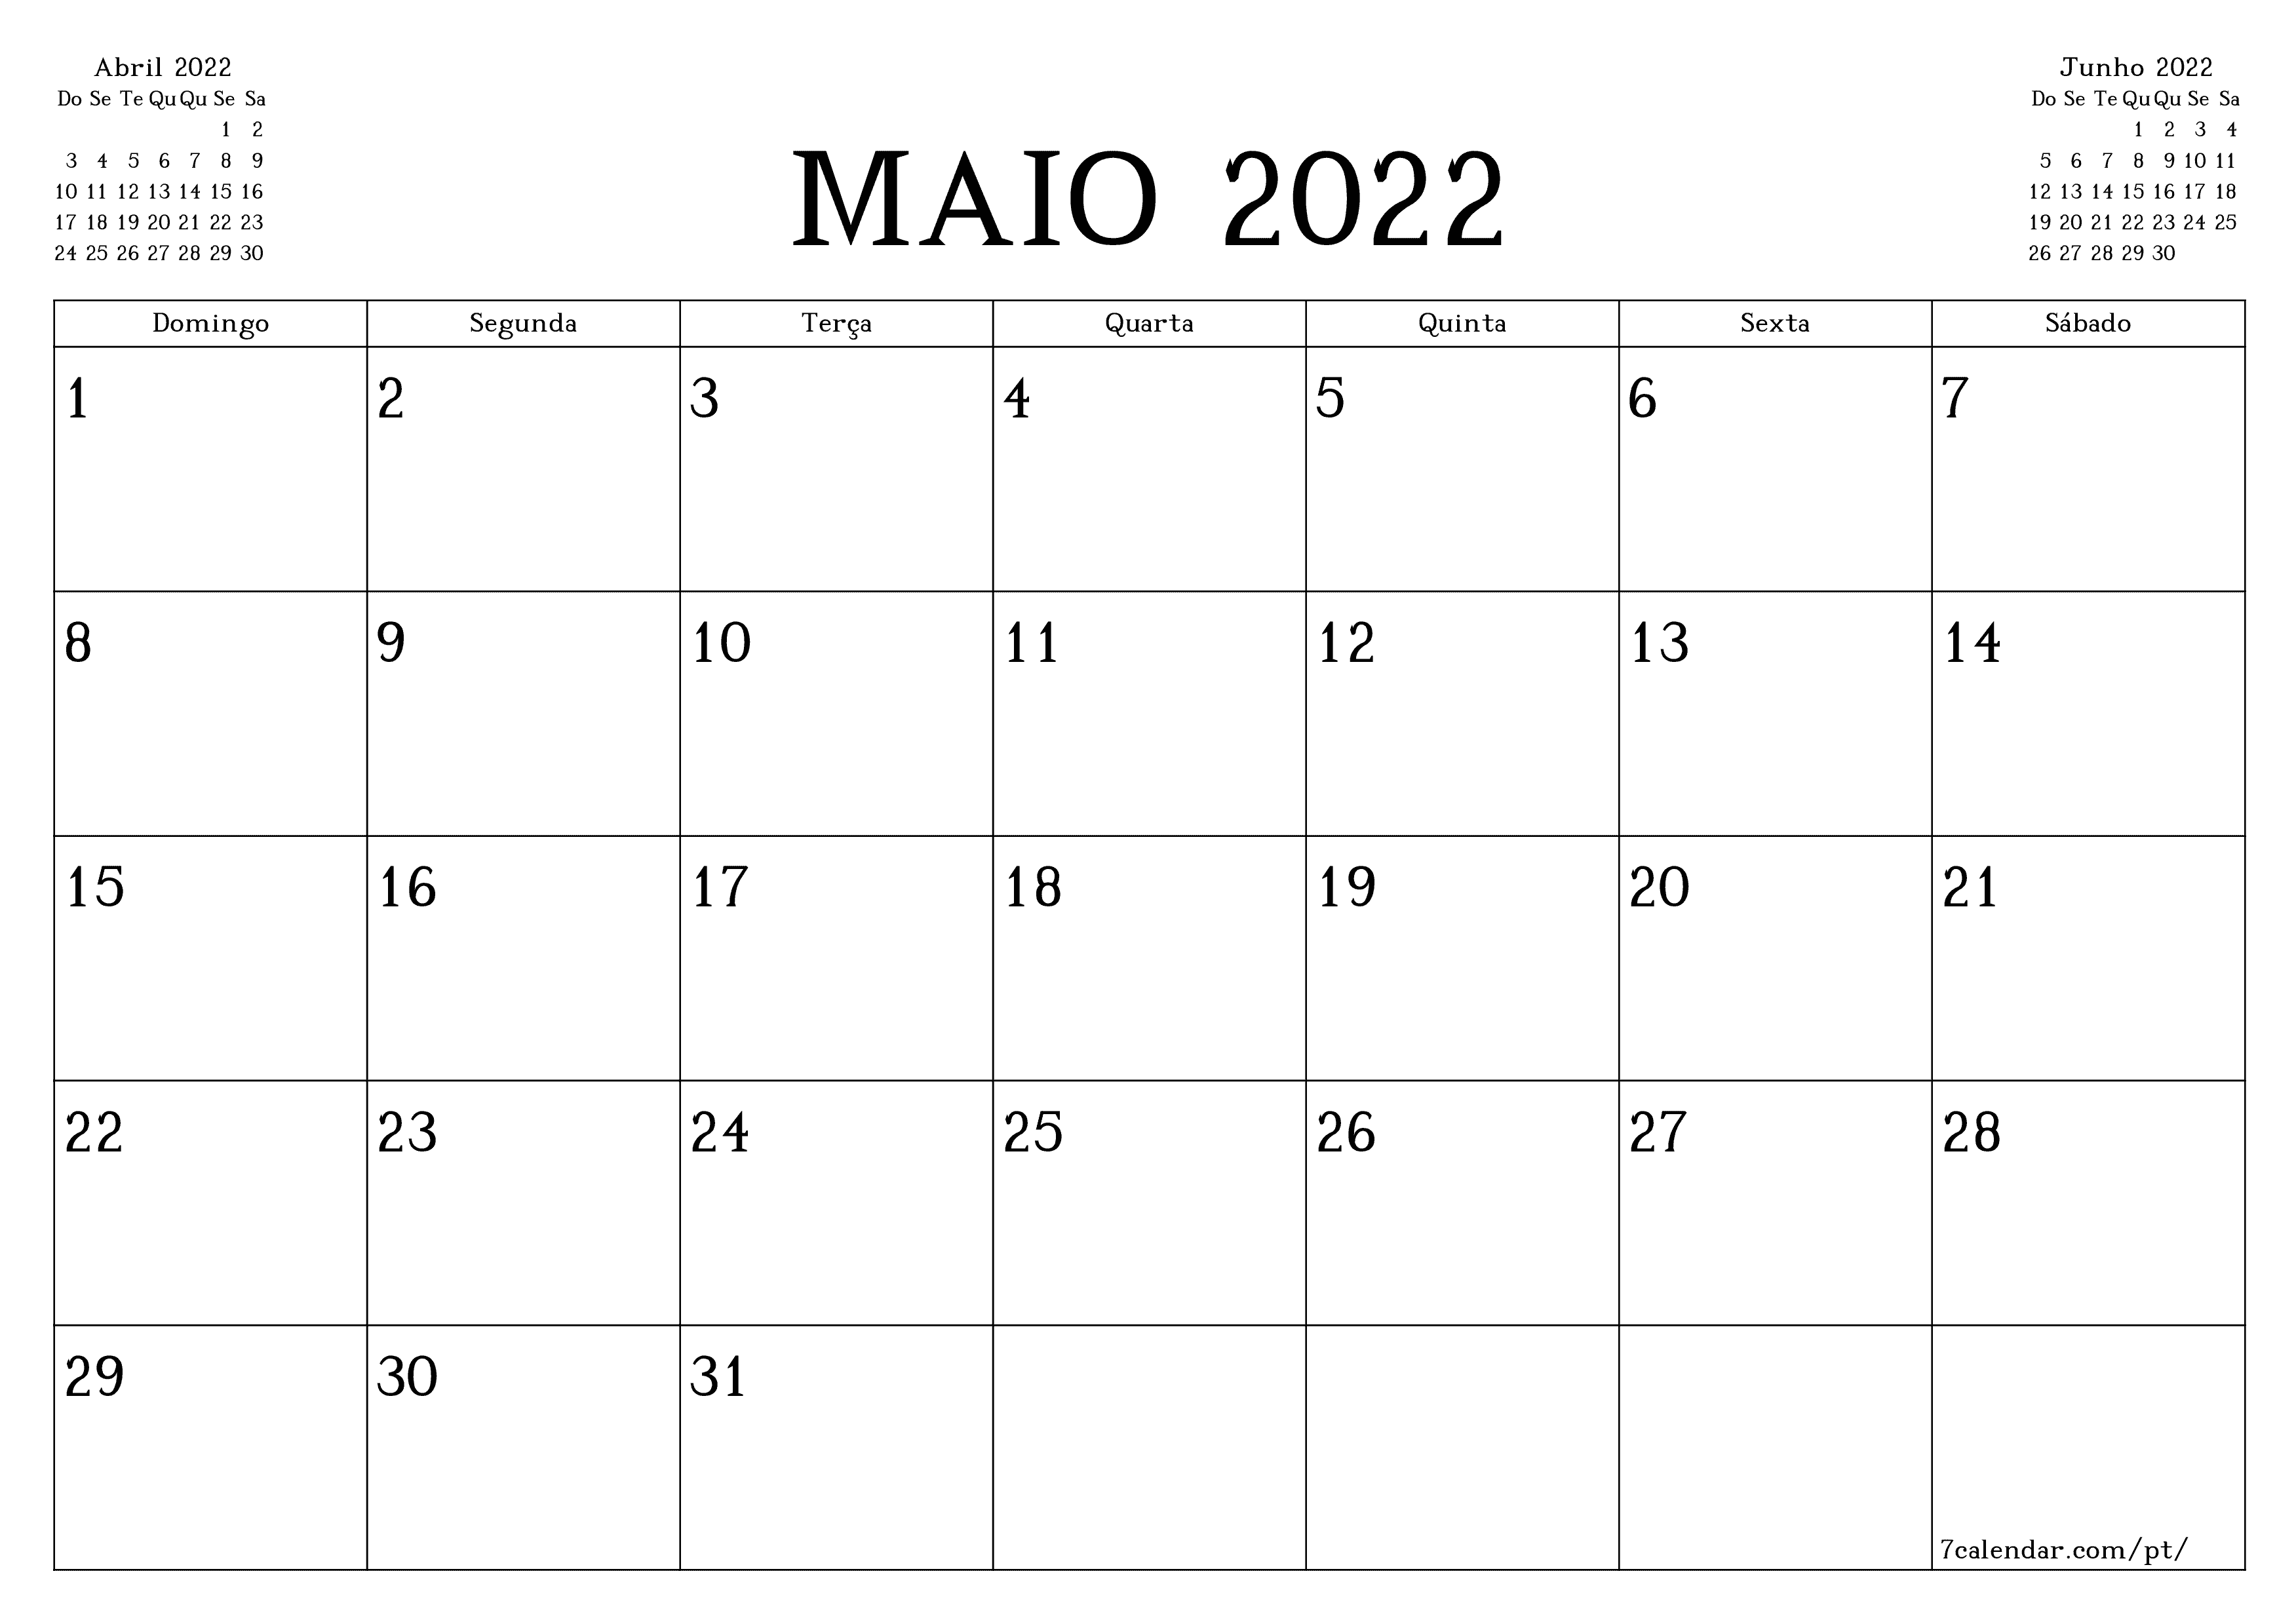 Abril 2022
Do Se Te Qu Qu Se Sa
1 2
3 4 5 6 7 8 9
10 11 12 13 14 15 16
17 18 19 20 21 22 23
24 25 26 27 28 29 30
MAIO 2022
Junho 2022
Do Se Te Qu Qu Se Sa
1 2 3 4
5 6 7 8 9 10 11
12 13 14 15 16 17 18
19 20 21 22 23 24 25
26 27 28 29 30
Domingo Segunda Terça Quarta Quinta Sexta Sábado
1 2 3 4 5 6 7
8 9 10 11 12 13 14
15 16 17 18 19 20 21
22 23 24 25 26 27 28
29 30 31
7calendar.com/pt/